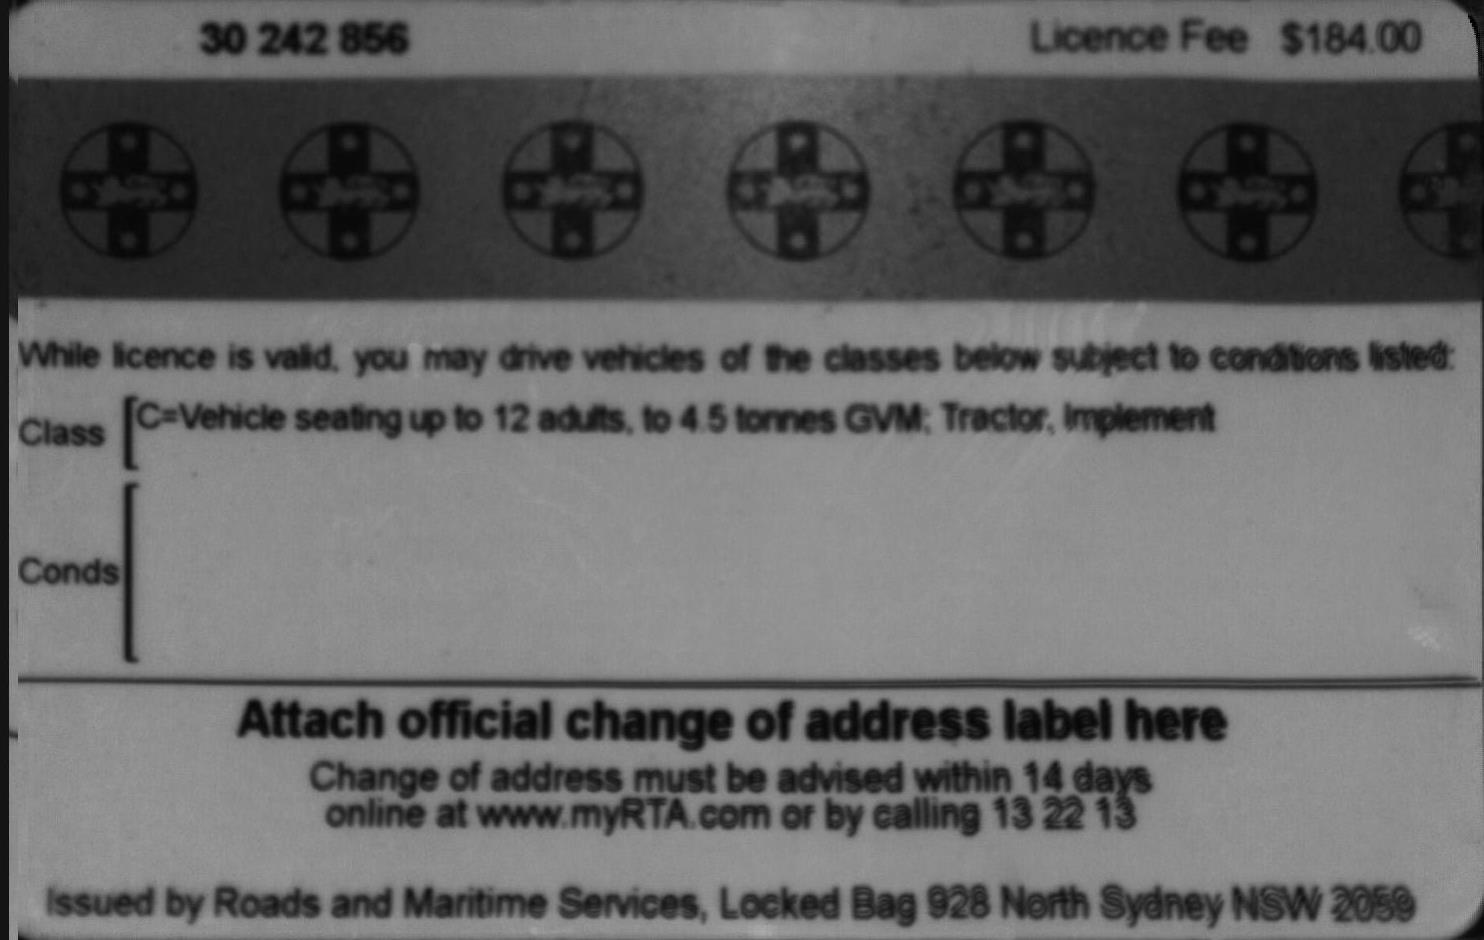 30 242 856 Licence Fee $184.00
While licence is valid, you may drive vehicles of the classes below subject to conditions listed:
Class [C=Vehicle seating up to 12 adults, to 4.5 tonnes GVM; Tractor, Implement
Conds
Attach official change of address label here
Change of address must be advised within 14 days
online at www.myRTA.com or by calling 13 22 13
Issued by Roads and Maritime Services, Locked Bag 928 North Sydney NSW 2059